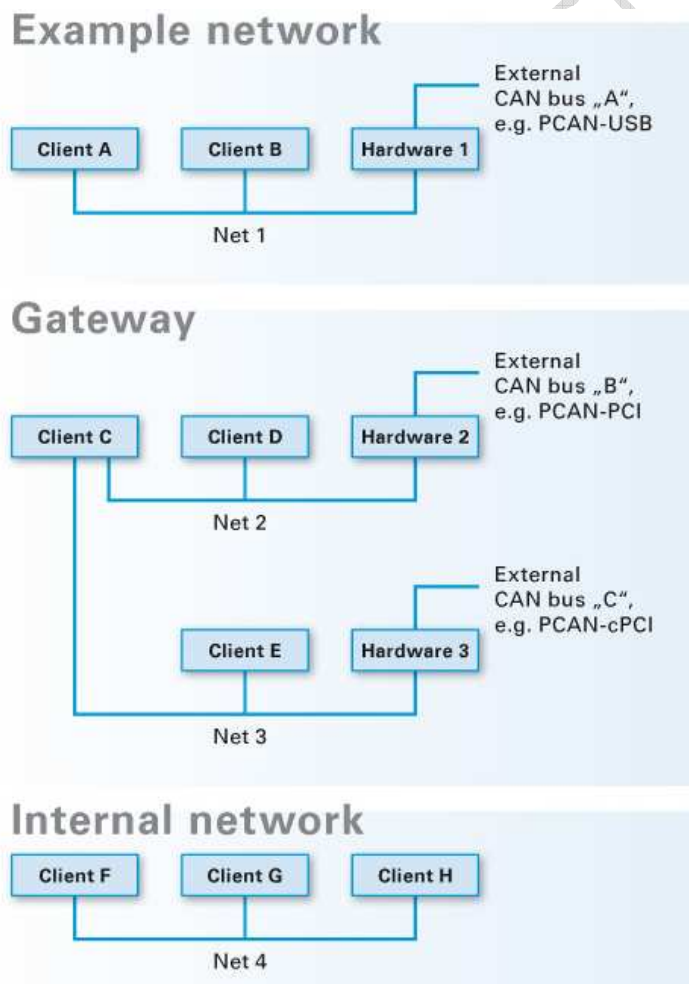 Example network
External
CAN bus „A“,
e.g. PCAN-USB
Client A
Client B
Hardware 1
Net 1
Gateway
External
CAN bus „B“,
e.g. PCAN-PCI
Client C
Client D
Hardware 2
Net 2
External
CAN bus „C“,
e.g. PCAN-cPCI
Client E
Hardware 3
Net 3
Internal network
Client F
Client G
Client H
Net 4